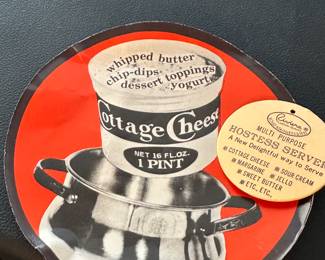 whipped butter
chip-dips toppings
dessert yogurt
Cottage Cheese
NET 16 FL.OZ.
1 PINT
MULTI PURPOSE
HOSTESS SERVER
A New Delightful way to Serve
COTTAGE CHEESE
SOUR CREAM
MARGARINE
JELLO
SWEET BUTTER
ETC., ETC.